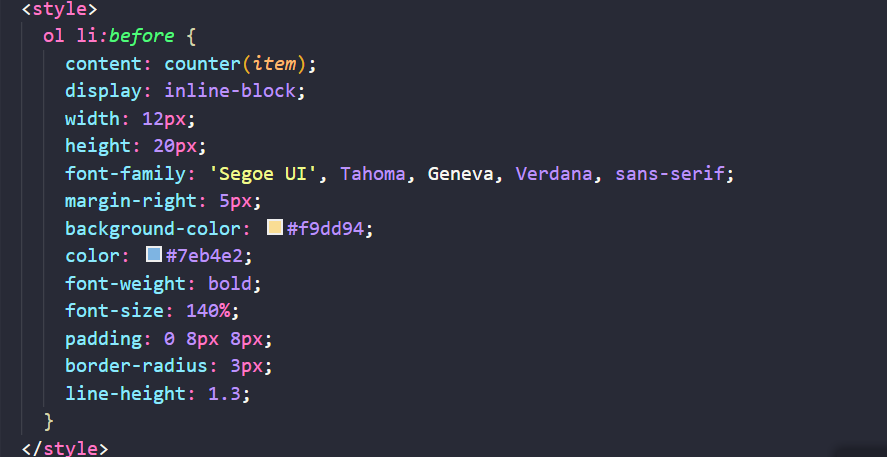 <style>
ol li:before {
content: counter(item);
display: inline-block;
width: 12px;
height: 20px;
font-family: 'Segoe UI', Tahoma, Geneva, Verdana, sans-serif;
margin-right: 5px;
background-color: #f9dd94;
color: #7eb4e2;
font-weight: bold;
font-size: 140%;
padding: 0 8px 8px;
border-radius: 3px;
line-height: 1.3;
}
</style>